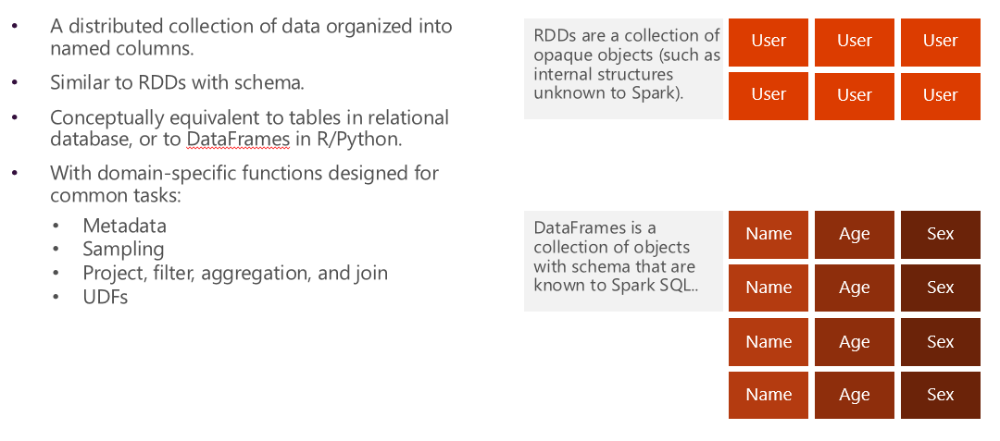 • A distributed collection of data organized into
named columns.
• Similar to RDDs with schema.
• Conceptually equivalent to tables in relational
database, or to DataFrames in R/Python.
• With domain-specific functions designed for
common tasks:
• Metadata
• Sampling
• Project, filter, aggregation, and join
• UDFs
RDDs are a collection of
opaque objects (such as
internal structures
unknown to Spark).
User User User
User User User
DataFrames is a
collection of objects
with schema that are
known to Spark SQL..
Name Age Sex
Name Age Sex
Name Age Sex
Name Age Sex